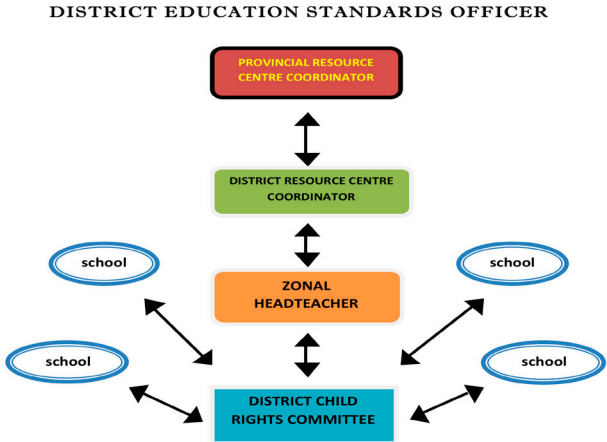 DISTRICT EDUCATION STANDARDS OFFICER
PROVINCIAL RESOURCE
CENTRE COORDINATOR
DISTRICT RESOURCE CENTRE
COORDINATOR
school
school
ZONAL
HEADTEACHER
school
school
DISTRICT CHILD
RIGHTS COMMITTEE